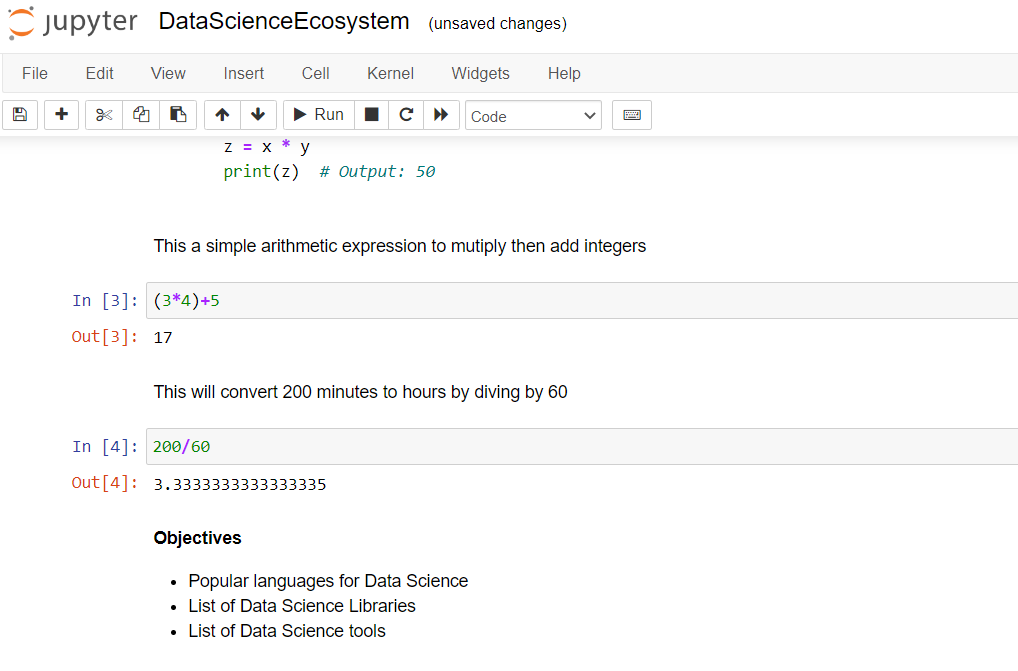 jupyter DataScienceEcosystem (unsaved changes)
File Edit View Insert Cell Kernel Widgets Help
Run Code
z = x * y
print(z)  # Output: 50
This a simple arithmetic expression to mutiply then add integers
In [3]: (3*4)+5
Out[3]: 17
This will convert 200 minutes to hours by diving by 60
In [4]: 200/60
Out[4]: 3.3333333333333335
Objectives
• Popular languages for Data Science
• List of Data Science Libraries
• List of Data Science tools